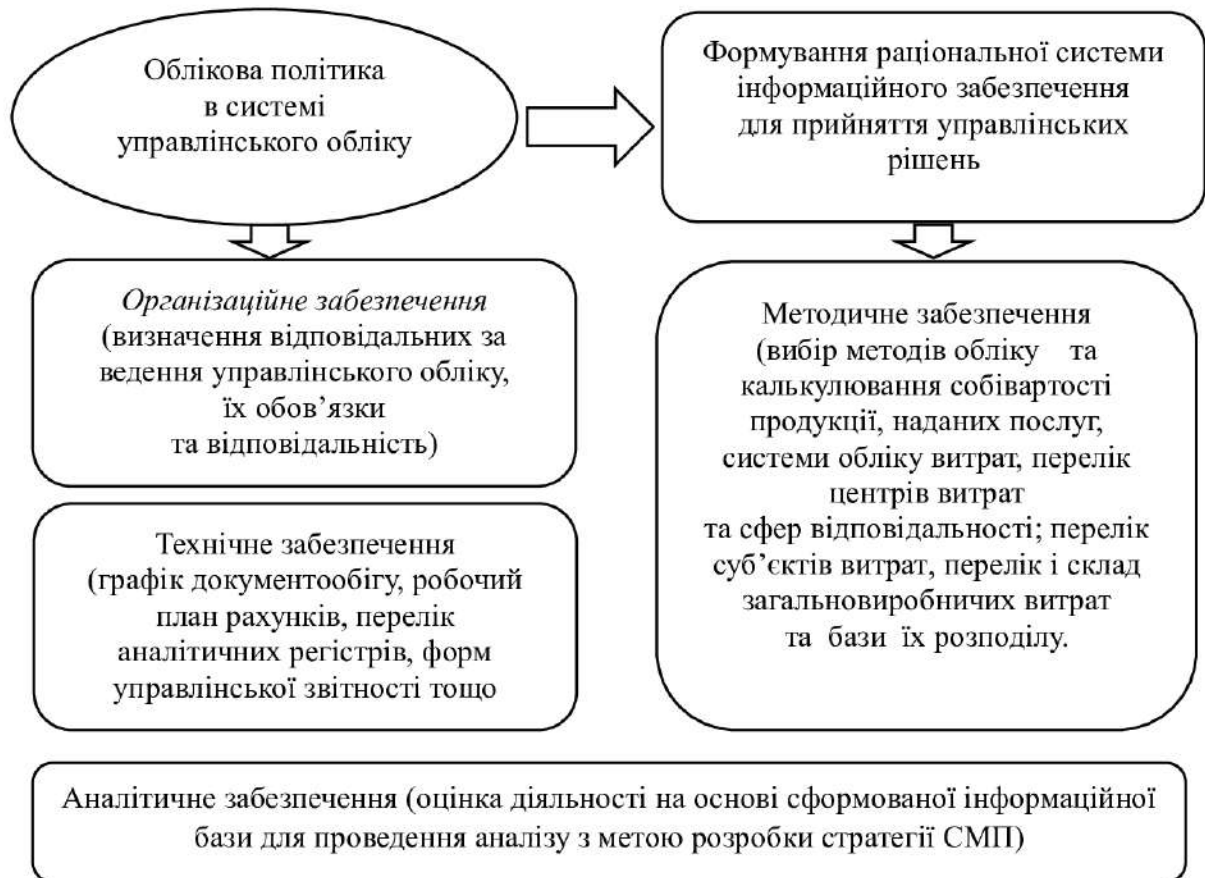 Облікова політика
в системі
управлінського обліку
Формування раціональної системи
інформаційного забезпечення
для прийняття управлінських
рішень
Організаційне забезпечення
(визначення відповідальних за
ведення управлінського обліку,
їх обов’язки
та відповідальність)
Технічне забезпечення
(графік документообігу, робочий
план рахунків, перелік
аналітичних регістрів, форм
управлінської звітності тощо
Методичне забезпечення
(вибір методів обліку та
калькулювання собівартості
продукції, наданих послуг,
системи обліку витрат, перелік
центрів витрат
та сфер відповідальності; перелік
суб’єктів витрат, перелік і склад
загальновиробничих витрат
та бази їх розподілу.
Аналітичне забезпечення (оцінка діяльності на основі сформованої інформаційної
бази для проведення аналізу з метою розробки стратегії СМП)